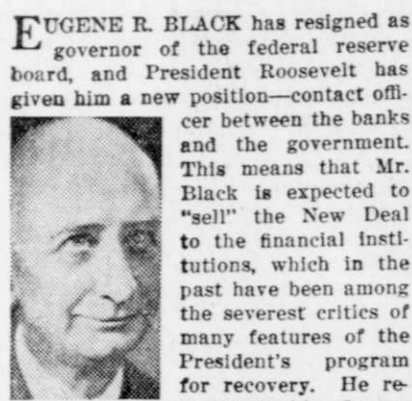 EUGENE R. BLACK has resigned as
governor of the federal reserve
board, and President Roosevelt has
given him a new position—contact offi-
cer between the banks
and the government.
This means that Mr.
Black is expected to
"sell" the New Deal
to the financial insti-
tutions, which in the
past have been among
the severest critics of
many features of the
President's program
for recovery. He re-